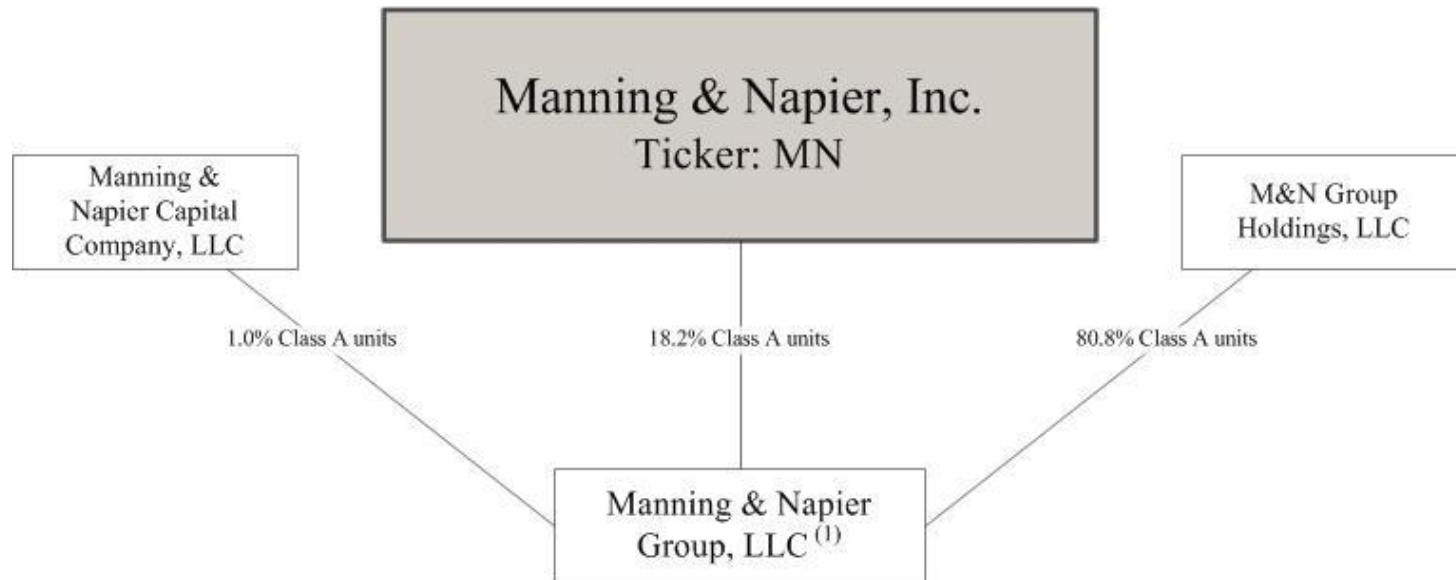 Manning & Napier, Inc.
Ticker: MN
Manning &
Napier Capital
Company, LLC
M&N Group
Holdings, LLC
1.0% Class A units
18.2% Class A units
80.8% Class A units
Manning & Napier
Group, LLC (1)